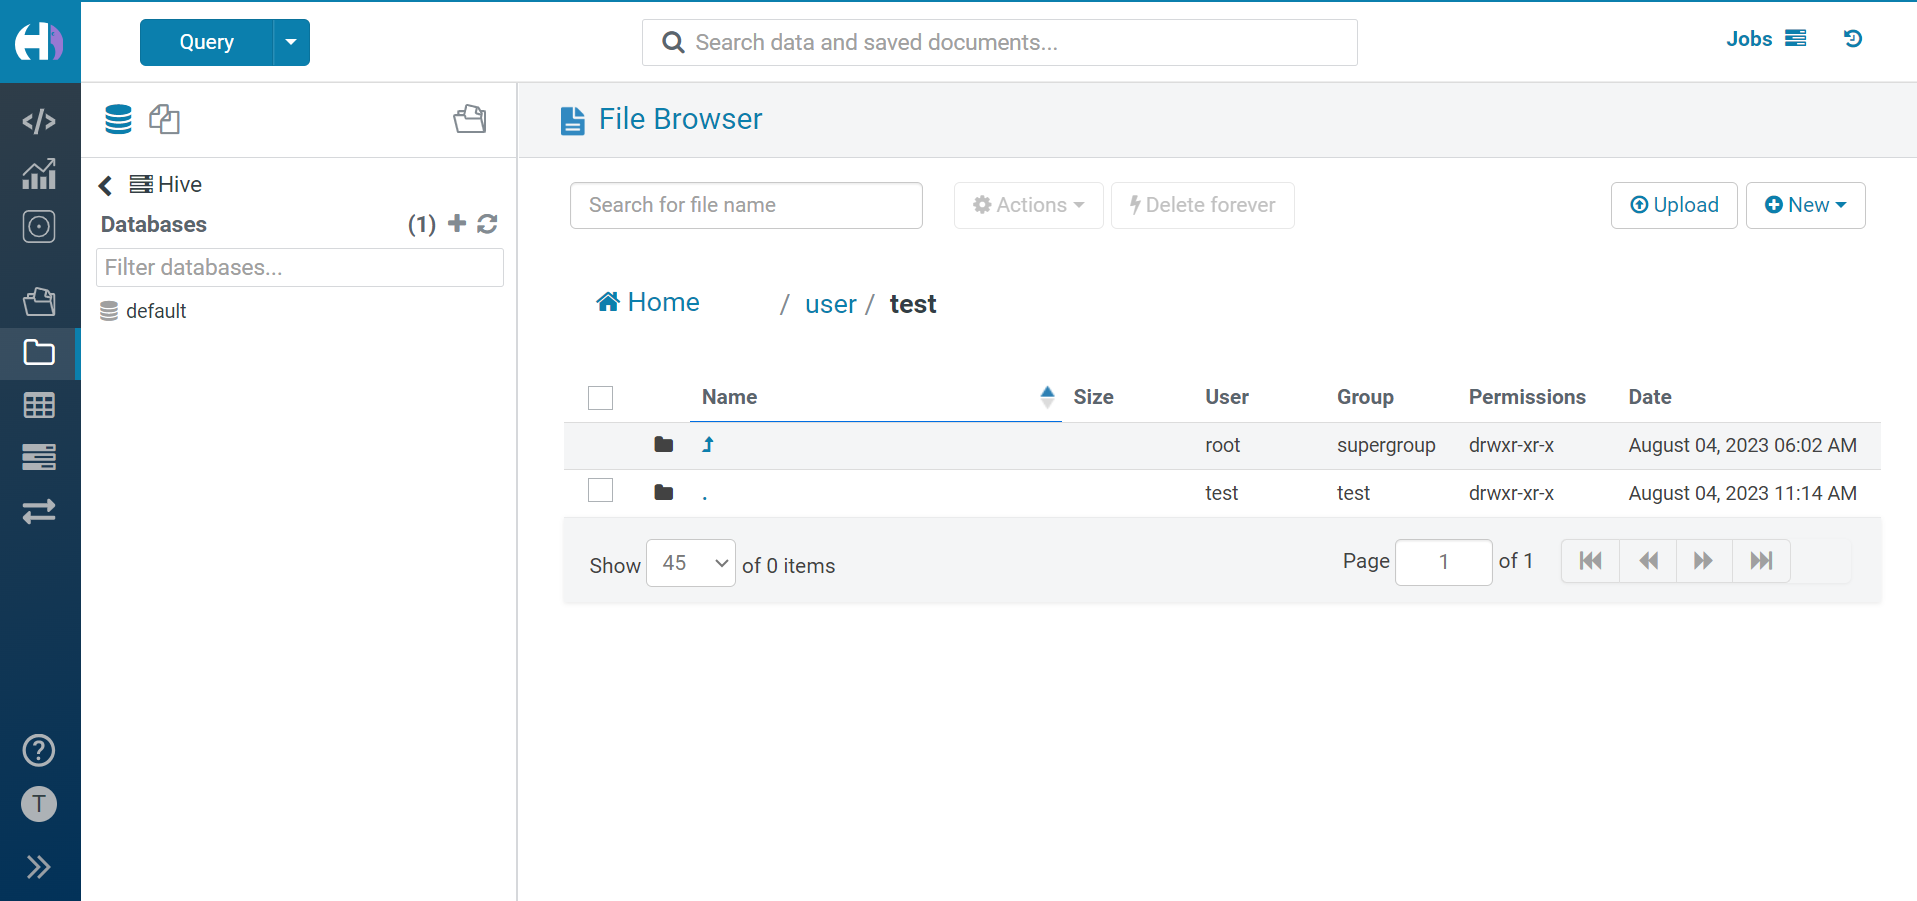 Query
Search data and saved documents...
Jobs
Hive
Databases (1)
Filter databases...
default
T
File Browser
Search for file name
Actions
Delete forever
Upload
New
Home / user / test
Name Size User Group Permissions Date
root supergroup drwxr-xr-x August 04, 2023 06:02 AM
. test test drwxr-xr-x August 04, 2023 11:14 AM
Show 45 of 0 items
Page 1 of 1